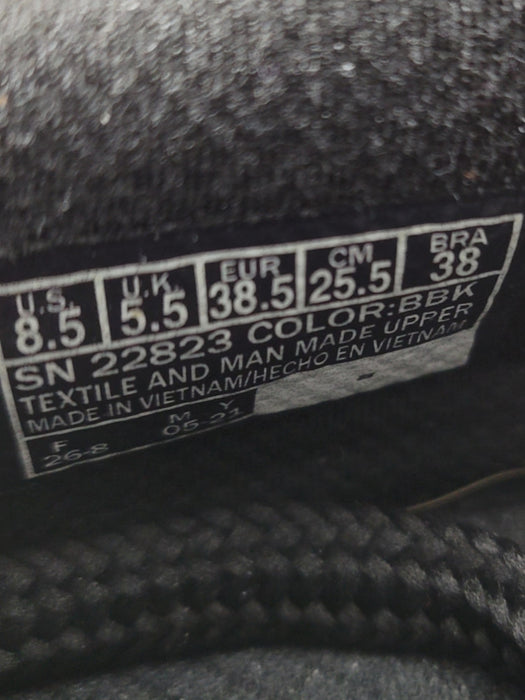 U.S. U.K. EUR CM BRA
8.5 5.5 38.5 25.5 38
SN 22823 COLOR:BBK
TEXTILE AND MAN MADE UPPER
MADE IN VIETNAM/HECHO EN VIETNAM
F M Y
26-8 05-21